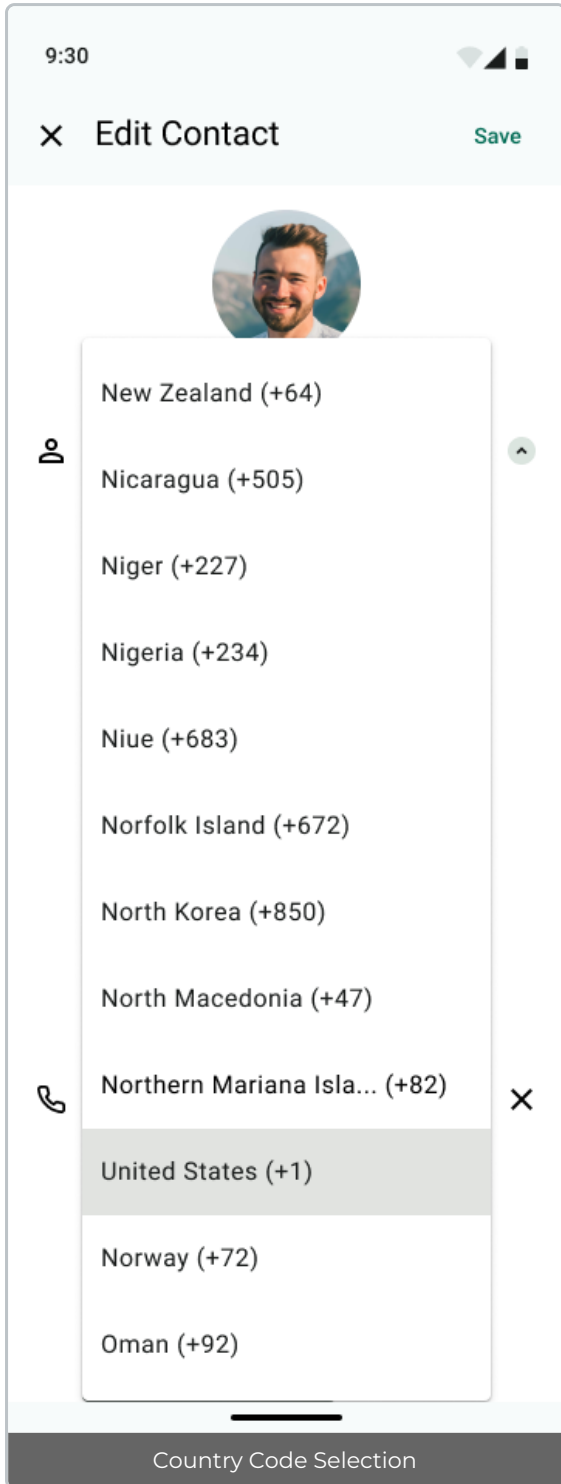 9:30
Edit Contact
Save
New Zealand (+64)
Nicaragua (+505)
Niger (+227)
Nigeria (+234)
Niue (+683)
Norfolk Island (+672)
North Korea (+850)
North Macedonia (+47)
Northern Mariana Isla... (+82)
United States (+1)
Norway (+72)
Oman (+92)
Country Code Selection